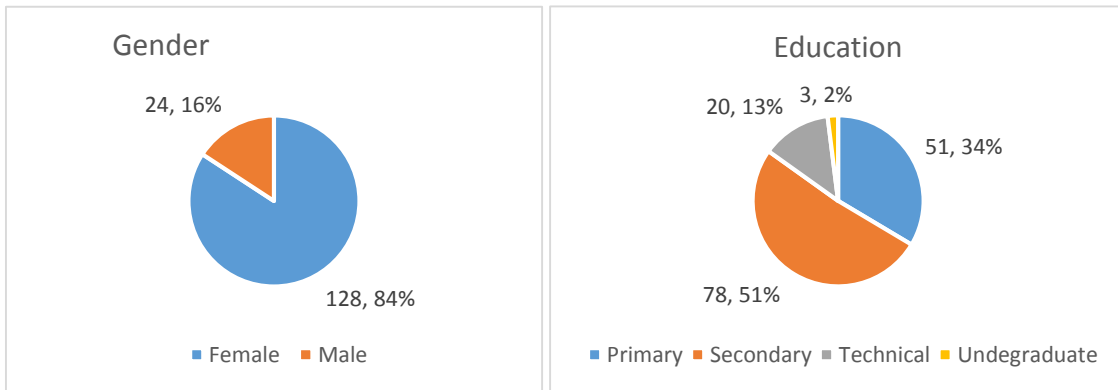 Gender
24, 16%
128, 84%
Female Male
Education
3, 2%
20, 13%
51, 34%
78, 51%
Primary Secondary Technical Undegraduate